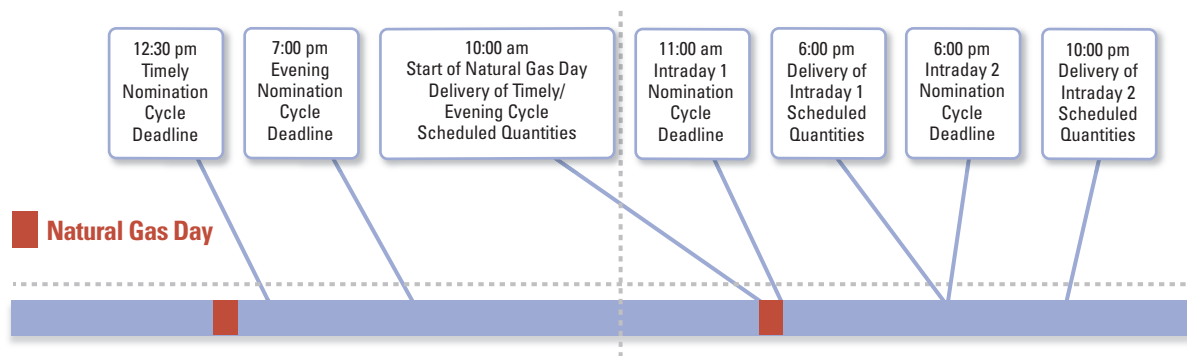 12:30 pm
Timely
Nomination
Cycle
Deadline
7:00 pm
Evening
Nomination
Cycle
Deadline
10:00 am
Start of Natural Gas Day
Delivery of Timely/
Evening Cycle
Scheduled Quantities
11:00 am
Intraday 1
Nomination
Cycle
Deadline
6:00 pm
Delivery of
Intraday 1
Scheduled
Quantities
6:00 pm
Intraday 2
Nomination
Cycle
Deadline
10:00 pm
Delivery of
Intraday 2
Scheduled
Quantities
Natural Gas Day